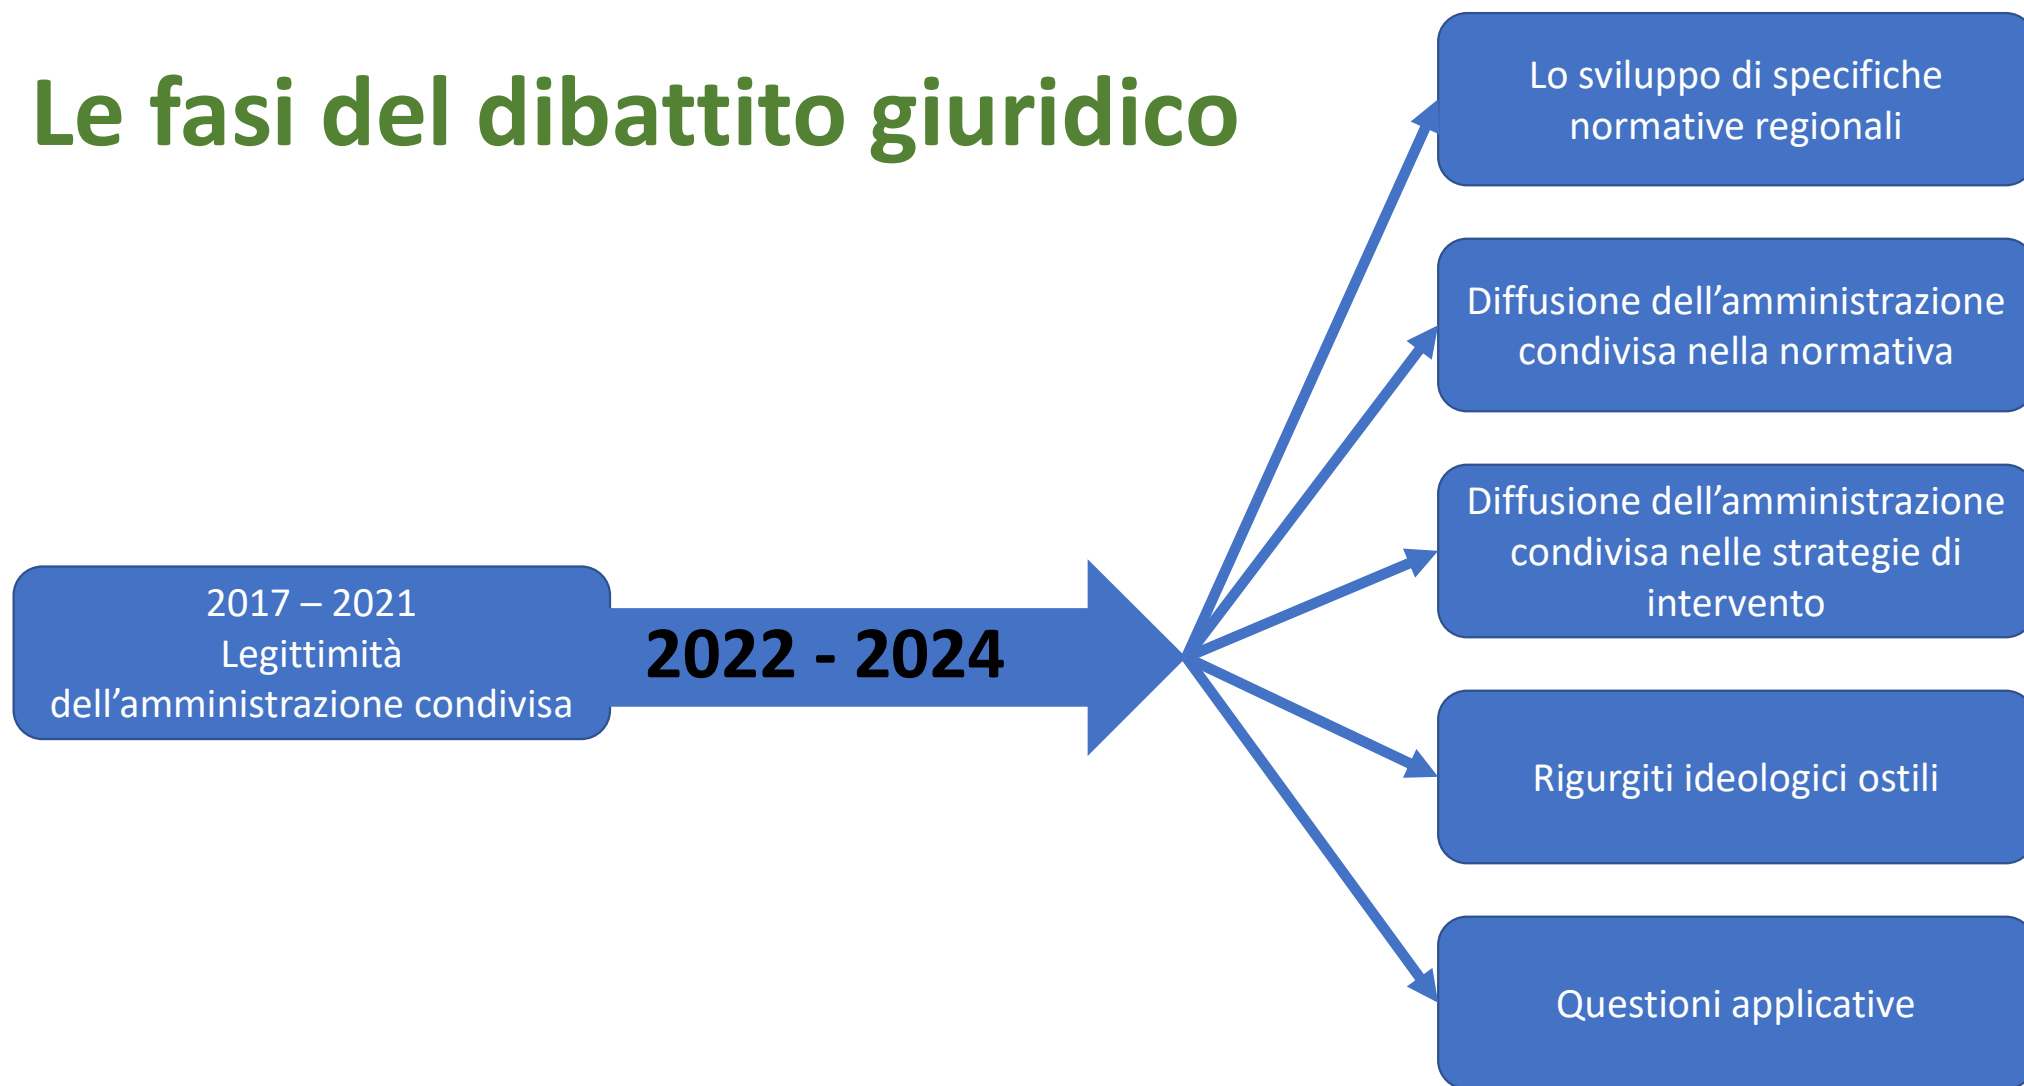 Le fasi del dibattito giuridico
2017 – 2021
Legittimità
dell’amministrazione condivisa
2022 - 2024
Lo sviluppo di specifiche
normative regionali
Diffusione dell’amministrazione
condivisa nella normativa
Diffusione dell’amministrazione
condivisa nelle strategie di
intervento
Rigurgiti ideologici ostili
Questioni applicative